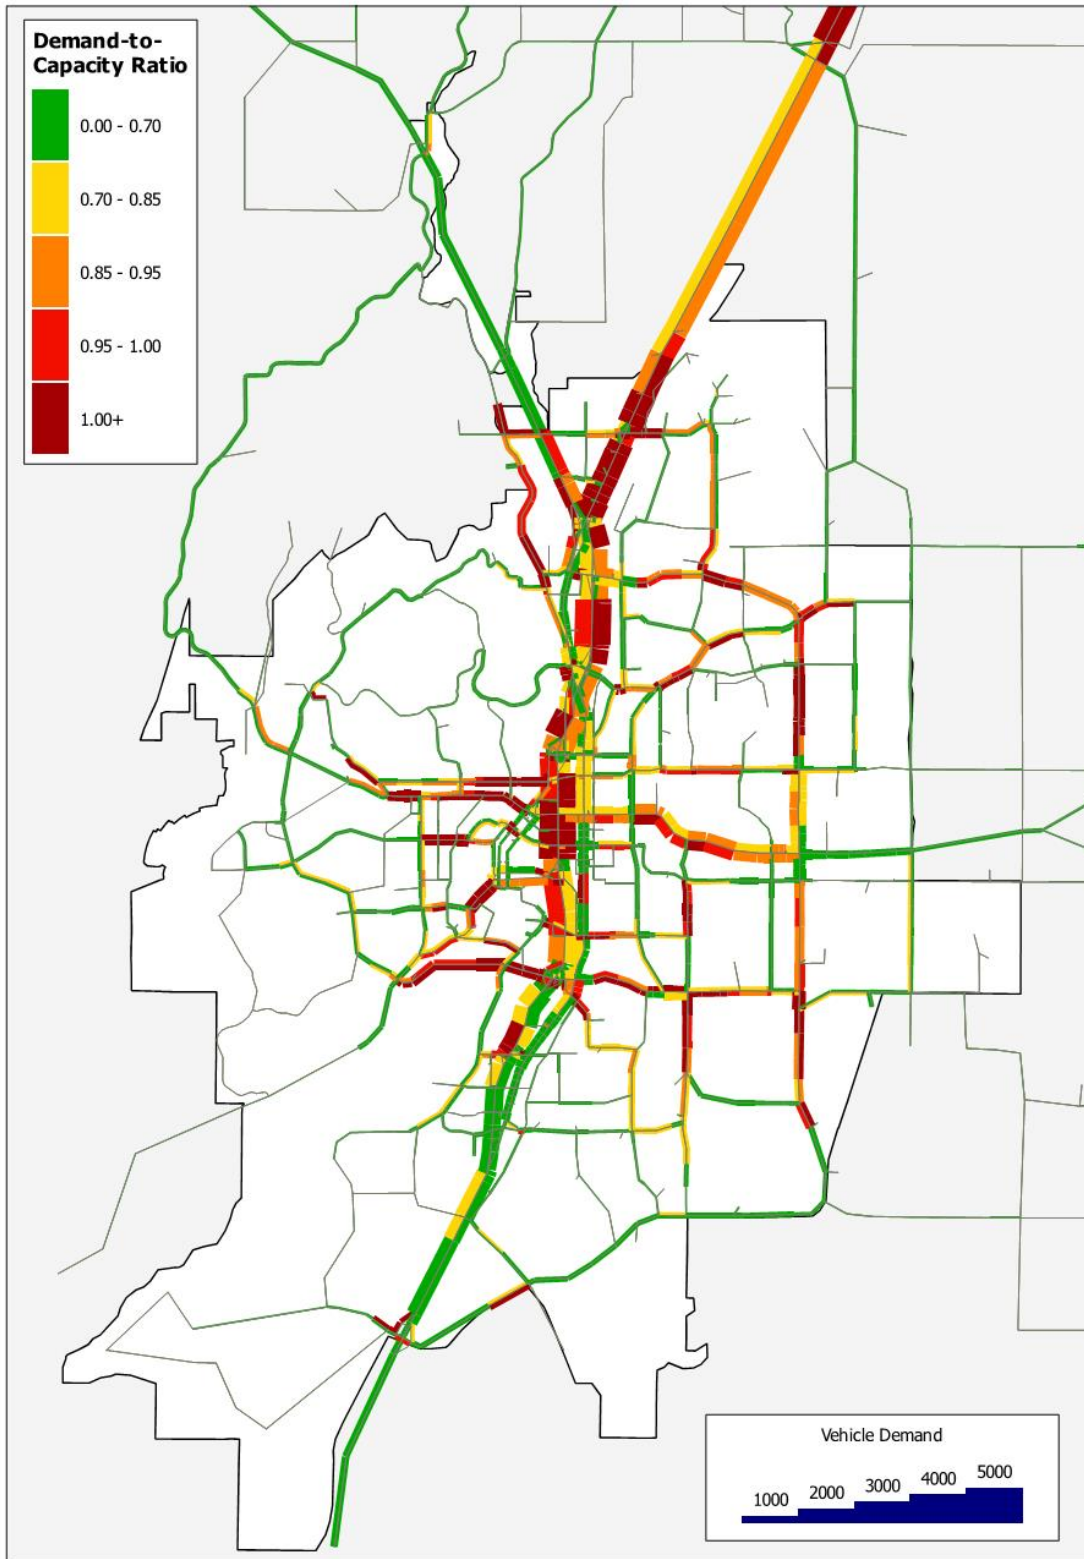 Demand-to-
Capacity Ratio
0.00 - 0.70
0.70 - 0.85
0.85 - 0.95
0.95 - 1.00
1.00+
Vehicle Demand
1000 2000 3000 4000 5000